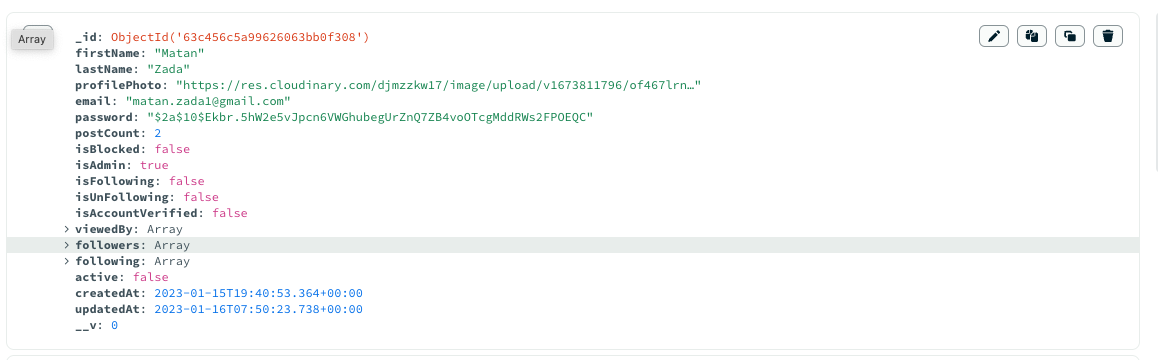 Array
_id: ObjectId('63c456c5a99626063bb0f308')
firstName: "Matan"
lastName: "Zada"
profilePhoto: "https://res.cloudinary.com/djmzzkw17/image/upload/v1673811796/of467lrn…"
email: "matan.zada1@gmail.com"
password: "$2a$10$Ekbr.5hW2e5vJpcn6VWGhubegUrZnQ7ZB4voOTcgMddRWs2FPOEQC"
postCount: 2
isBlocked: false
isAdmin: true
isFollowing: false
isUnFollowing: false
isAccountVerified: false
viewedBy: Array
followers: Array
following: Array
active: false
createdAt: 2023-01-15T19:40:53.364+00:00
updatedAt: 2023-01-16T07:50:23.738+00:00
__v: 0